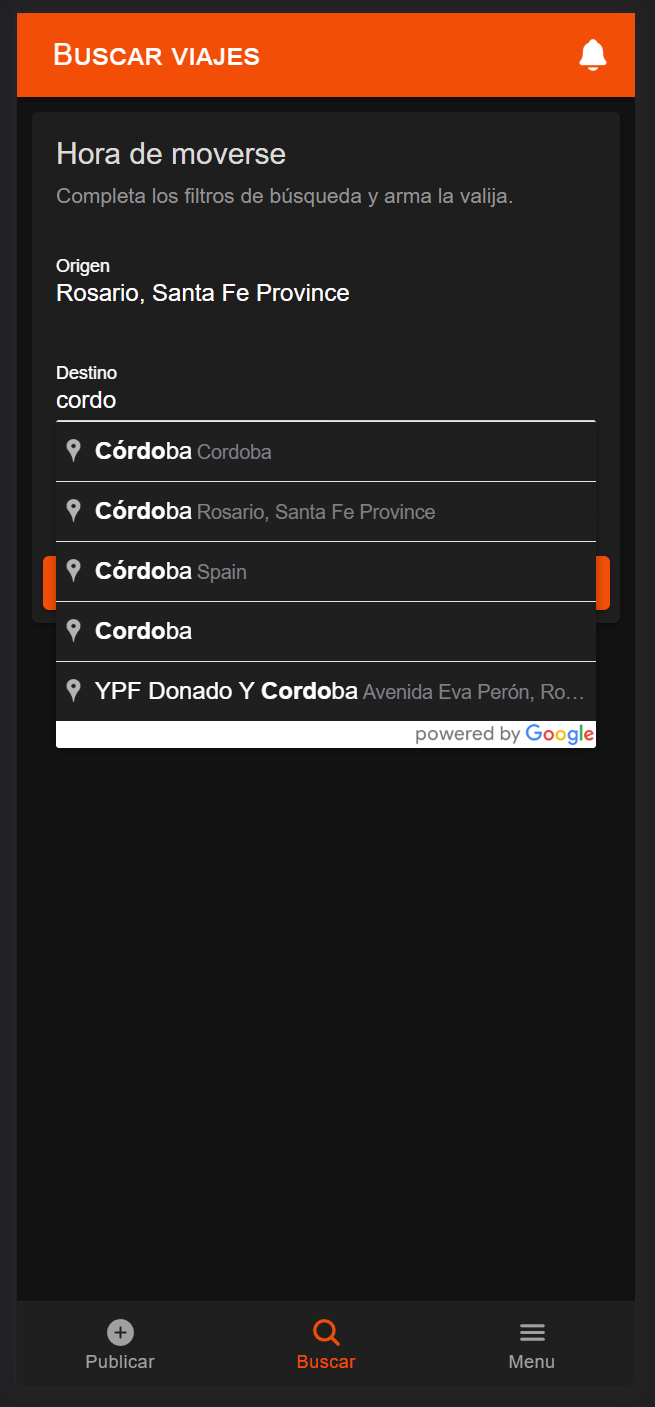 Buscar viajes
Hora de moverse
Completa los filtros de búsqueda y arma la valija.
Origen
Rosario, Santa Fe Province
Destino
cordo
Córdoba Cordoba
Córdoba Rosario, Santa Fe Province
Córdoba Spain
Cordoba
YPF Donado Y Cordoba Avenida Eva Perón, Ro…
powered by Google
Publicar
Buscar
Menu